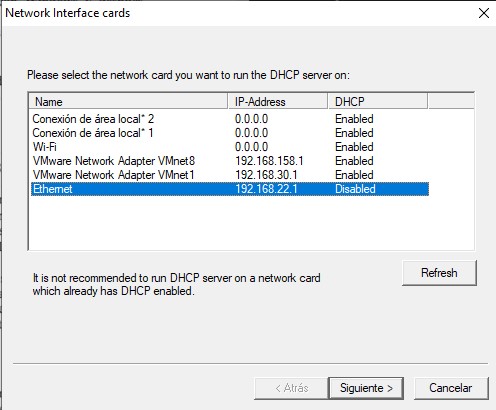 Network Interface cards
Please select the network card you want to run the DHCP server on:
Name IP-Address DHCP
Conexión de área local* 2 0.0.0.0 Enabled
Conexión de área local* 1 0.0.0.0 Enabled
Wi-Fi 0.0.0.0 Enabled
VMware Network Adapter VMnet8 192.168.158.1 Enabled
VMware Network Adapter VMnet1 192.168.30.1 Enabled
Ethernet 192.168.22.1 Disabled
It is not recommended to run DHCP server on a network card
which already has DHCP enabled.
Refresh
< Atrás Siguiente > Cancelar